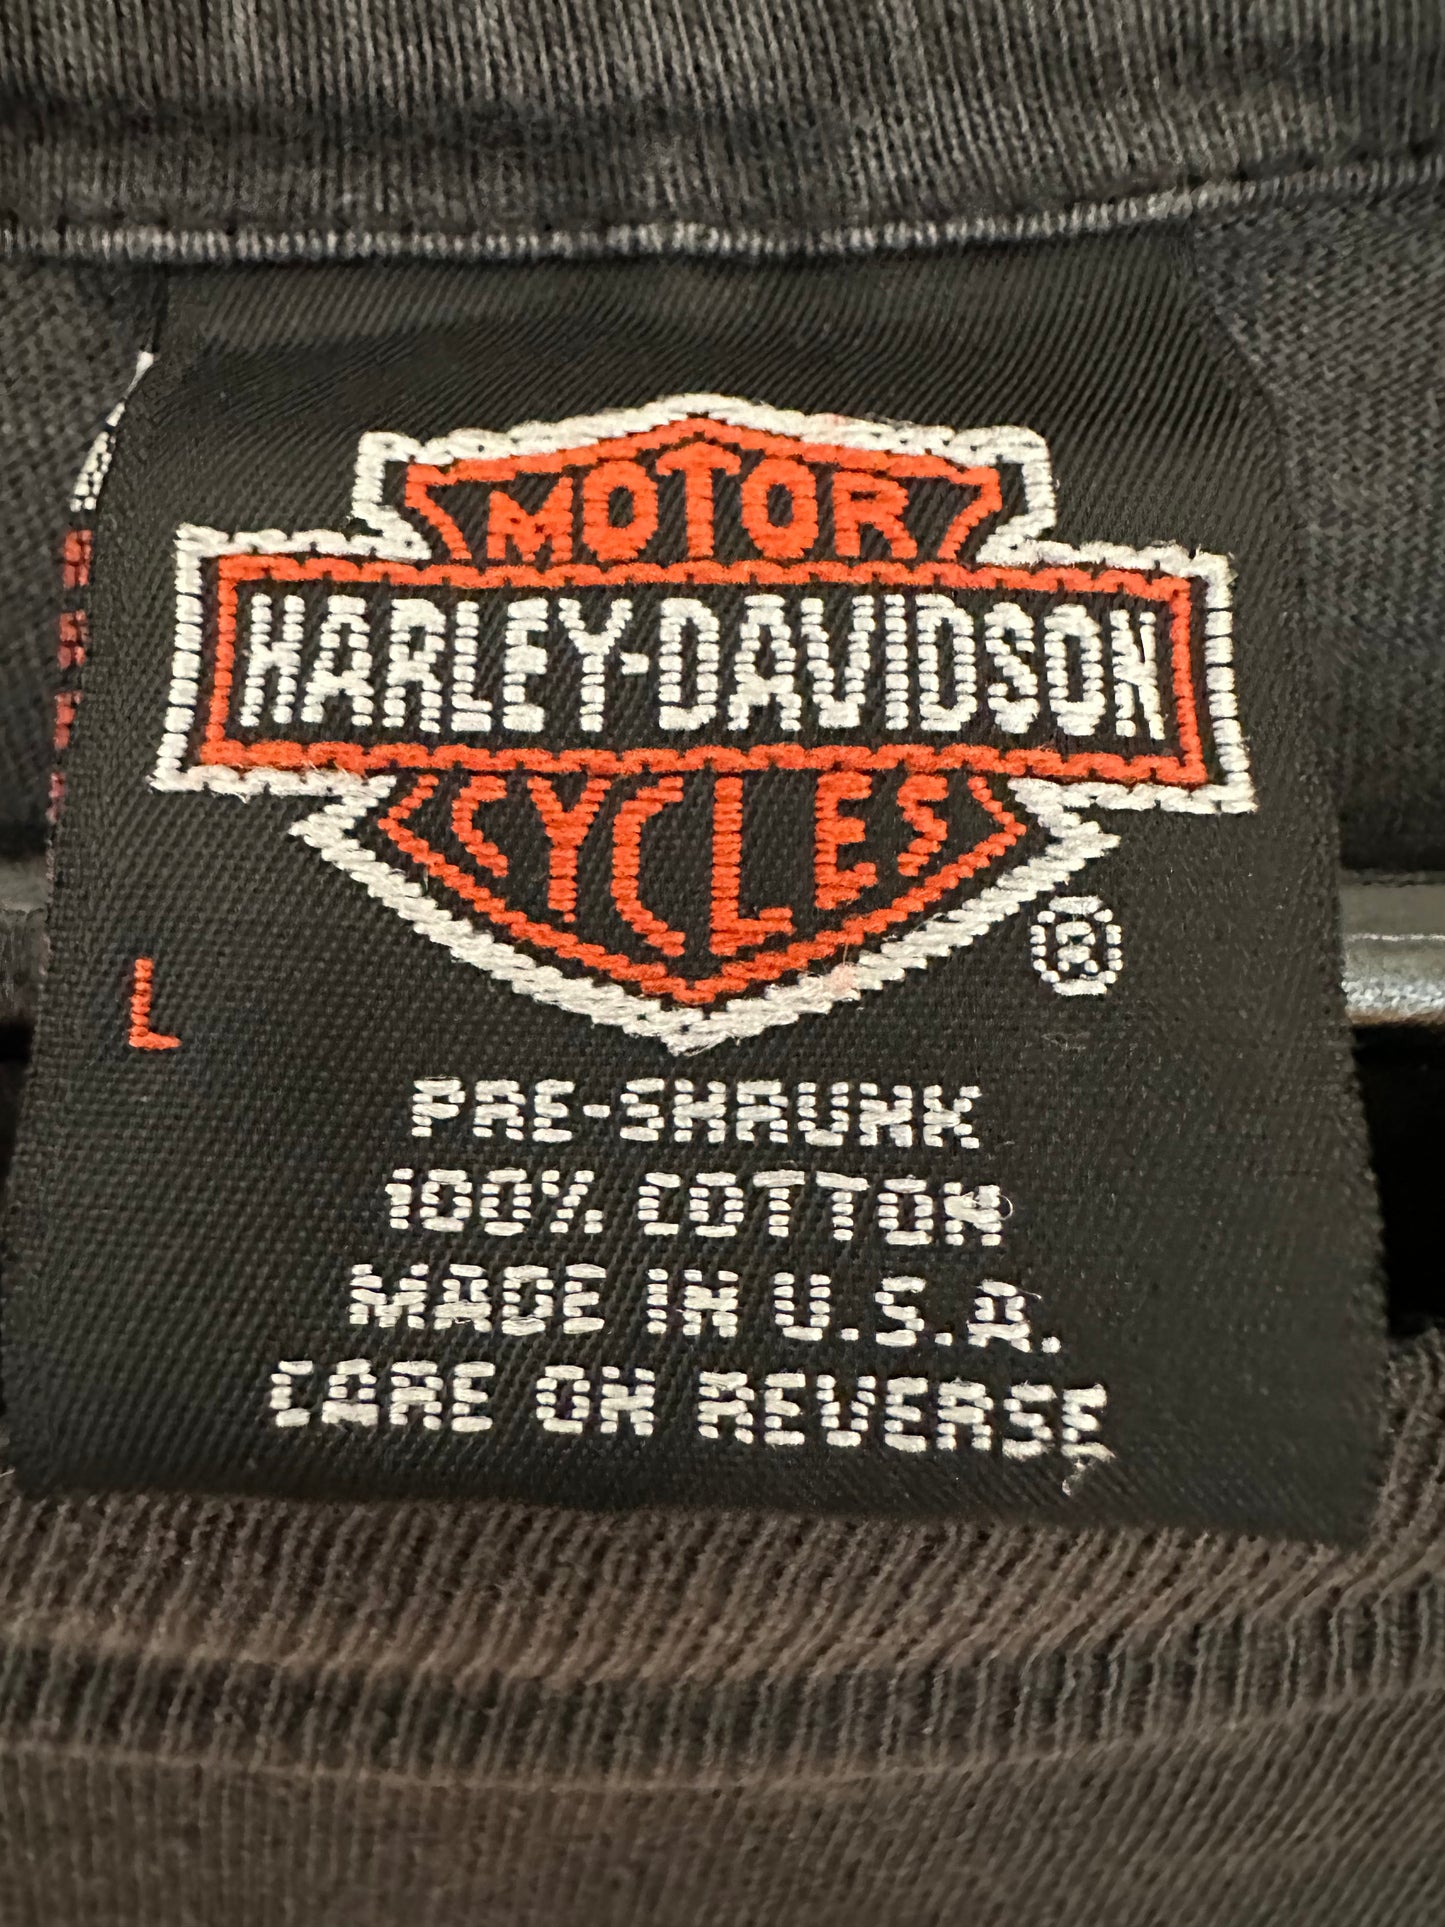 MOTOR
HARLEY-DAVIDSON
CYCLES
®
L
PRE-SHRUNK
100% COTTON
MADE IN U.S.A.
CARE ON REVERSE